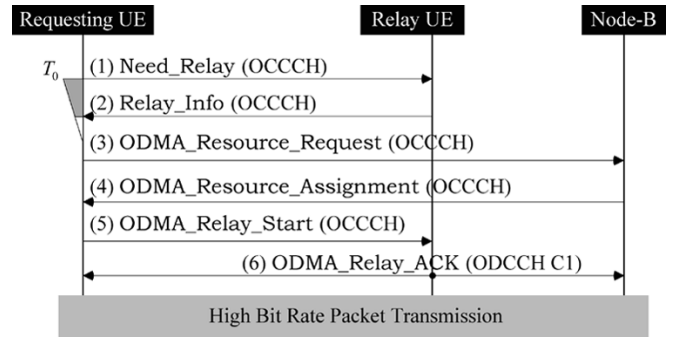 Requesting UE Relay UE Node-B
T₀ (1) Need_Relay (OCCCH)
(2) Relay_Info (OCCCH)
(3) ODMA_Resource_Request (OCCCH)
(4) ODMA_Resource_Assignment (OCCCH)
(5) ODMA_Relay_Start (OCCCH)
(6) ODMA_Relay_ACK (ODCCH C1)
High Bit Rate Packet Transmission